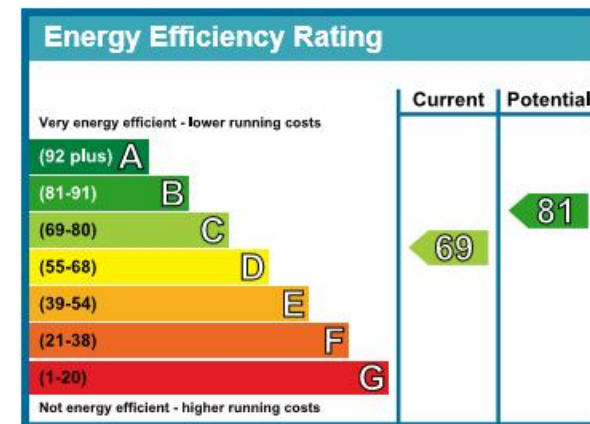 Energy Efficiency Rating
Current Potential
Very energy efficient - lower running costs
(92 plus) A
(81-91) B
81
(69-80) C
69
(55-68) D
(39-54) E
(21-38) F
(1-20) G
Not energy efficient - higher running costs